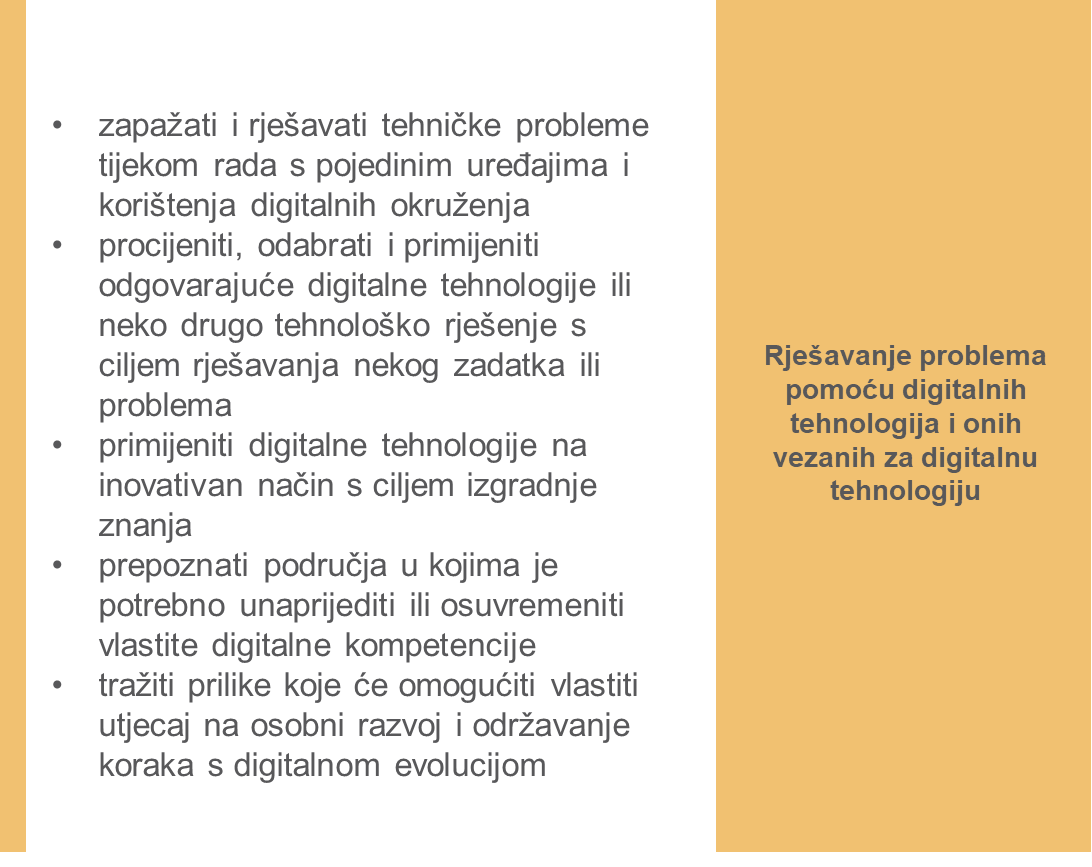 • zapažati i rješavati tehničke probleme
tijekom rada s pojedinim uređajima i
korištenja digitalnih okruženja
• procijeniti, odabrati i primijeniti
odgovarajuće digitalne tehnologije ili
neko drugo tehnološko rješenje s
ciljem rješavanja nekog zadatka ili
problema
• primijeniti digitalne tehnologije na
inovativan način s ciljem izgradnje
znanja
• prepoznati područja u kojima je
potrebno unaprijediti ili osuvremeniti
vlastite digitalne kompetencije
• tražiti prilike koje će omogućiti vlastiti
utjecaj na osobni razvoj i održavanje
koraka s digitalnom evolucijom
Rješavanje problema
pomoću digitalnih
tehnologija i onih
vezanih za digitalnu
tehnologiju